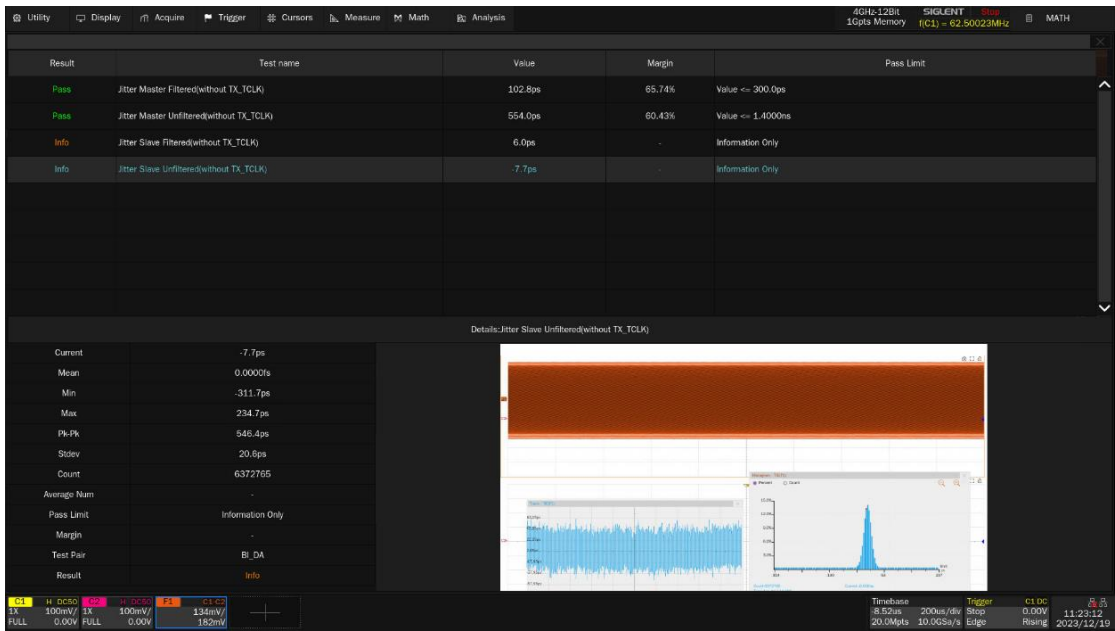 Utility Display Acquire Trigger Cursors Measure Math Analysis
4GHz-12Bit SIGLENT Stop MATH
1Gpts Memory f(C1) = 62.50023MHz
Result Test name Value Margin Pass Limit
Pass Jitter Master Filtered(without TX_TCLK) 102.8ps 65.74% Value <= 300.0ps
Pass Jitter Master Unfiltered(without TX_TCLK) 554.0ps 60.43% Value <= 1.4000ns
Info Jitter Slave Filtered(without TX_TCLK) 6.0ps - Information Only
Info Jitter Slave Unfiltered(without TX_TCLK) -7.7ps - Information Only
Details:Jitter Slave Unfiltered(without TX_TCLK)
Current -7.7ps
Mean 0.0000fs
Min -311.7ps
Max 234.7ps
Pk-Pk 546.4ps
Stdev 20.6ps
Count 6372765
Average Num -
Pass Limit Information Only
Margin -
Test Pair BI_DA
Result Info
Percent Count
C1 H DC50 C2 H DC50 F1 C1-C2
1X 100mV/ 1X 100mV/ 134mV/
FULL 0.00V FULL 0.00V 182mV
Timebase Trigger C1 DC
-8.52us 200us/div Stop 0.00V 11:23:12
20.0Mpts 10.0GSa/s Edge Rising 2023/12/19